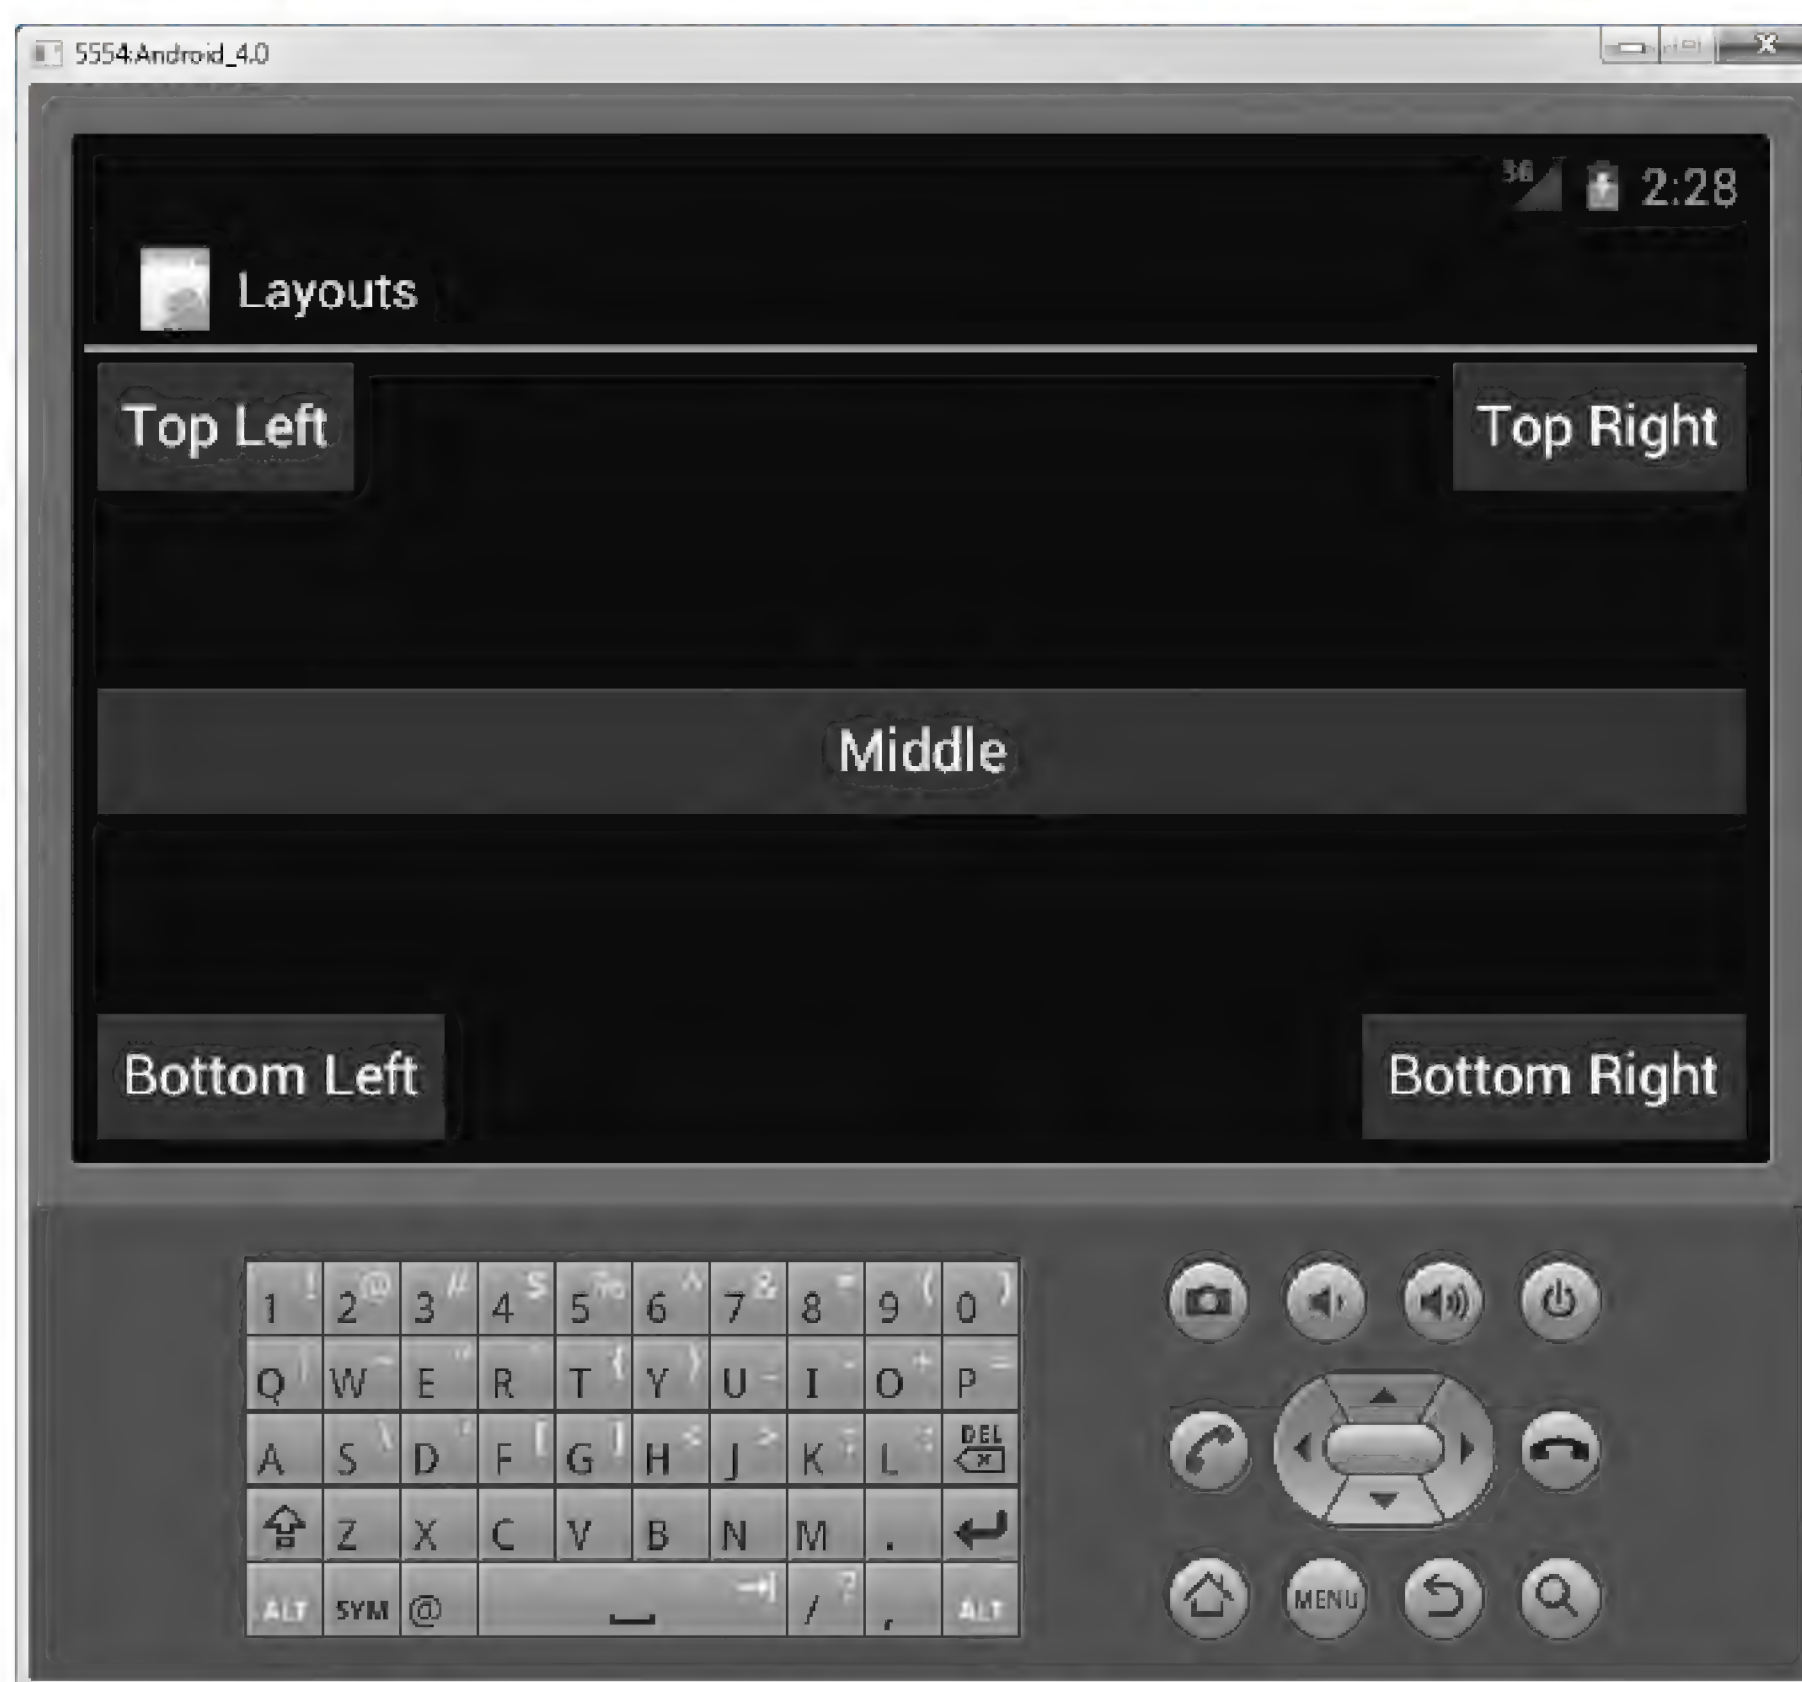 5554:Android_4.0
3G 2:28
Layouts
Top Left Top Right
Middle
Bottom Left Bottom Right
1 ! 2 @ 3 # 4 $ 5 % 6 ^ 7 & 8 9 ( 0 )
Q W E R T { Y } U I - O + P =
A S \ D F [ G ] H < J > K ; L : DEL
Z X C V B N M .
ALT SYM @ / ? , ALT
MENU